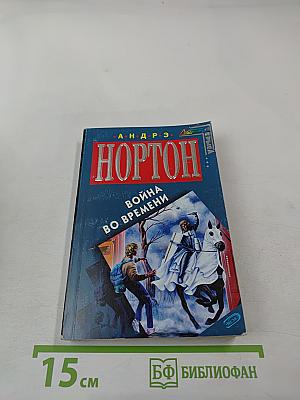 АНДРЭ
НОРТОН
ВОЙНА
ВО ВРЕМЕНИ
15 см
БФ БИБЛИОФАН